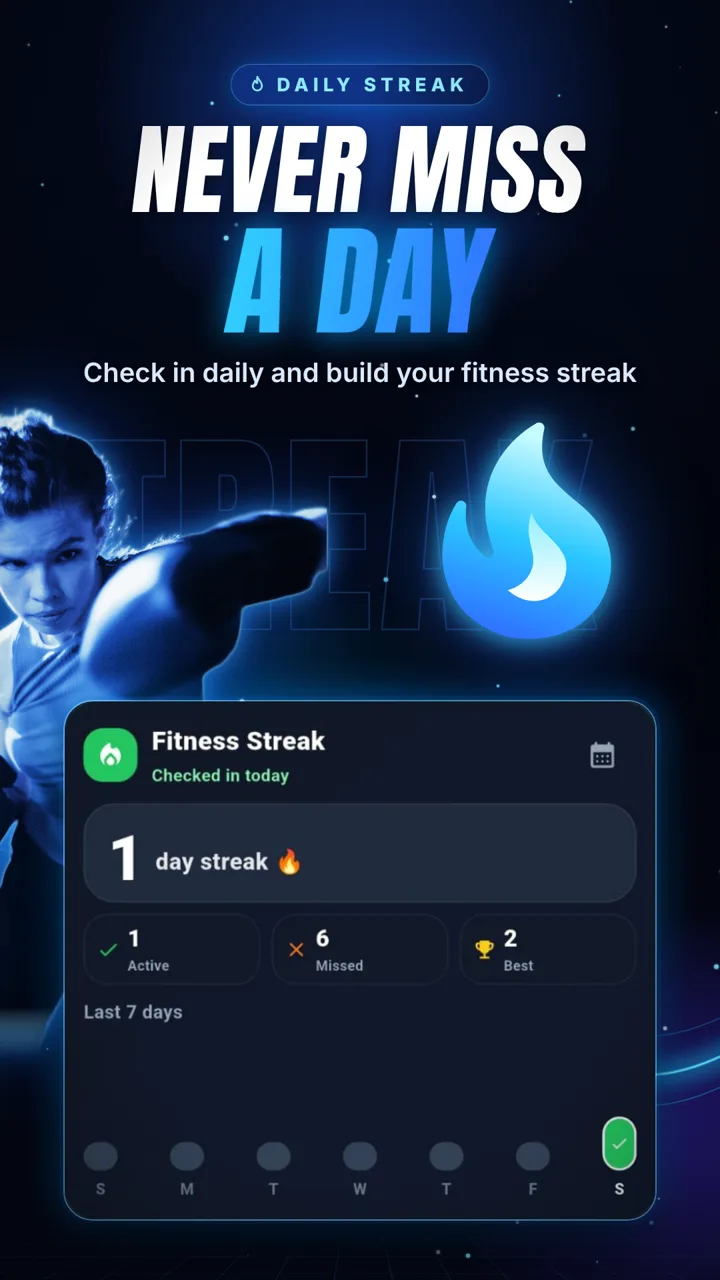 DAILY STREAK
NEVER MISS
A DAY
Check in daily and build your fitness streak
STREAK
Fitness Streak
Checked in today
1 day streak 🔥
1 6 2
Active Missed Best
Last 7 days
S M T W T F S